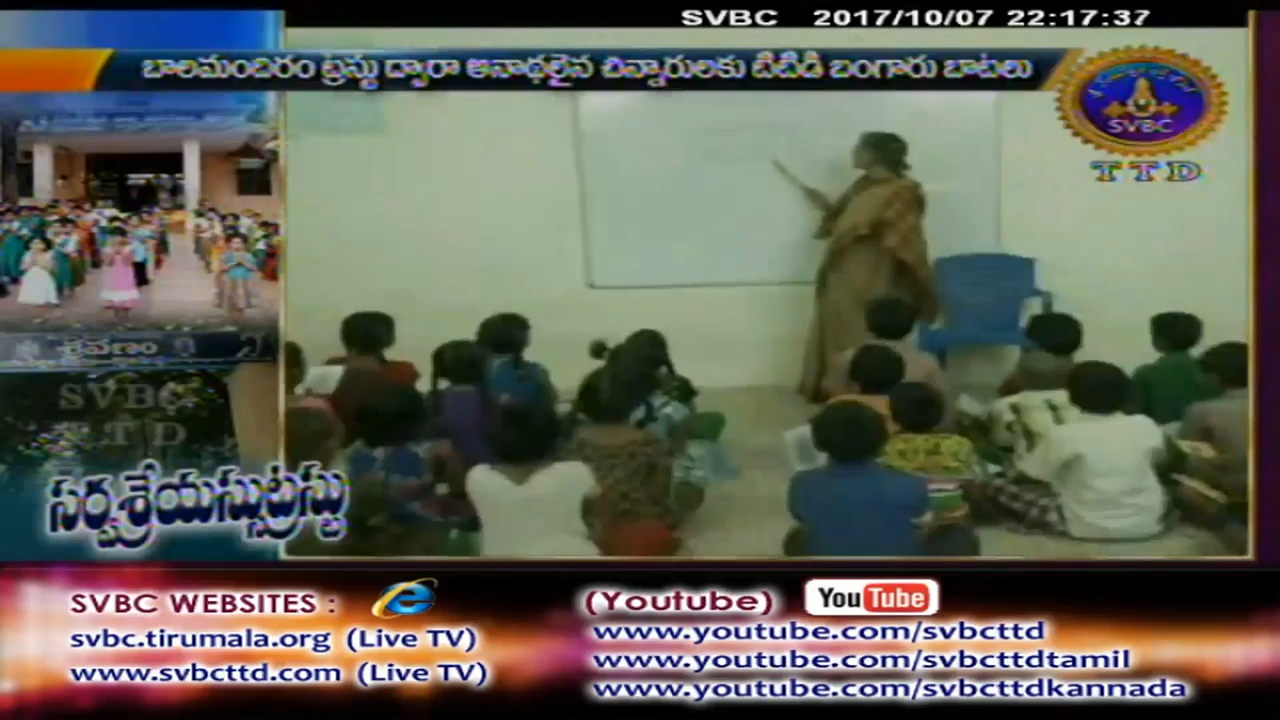 SVBC 2017/10/07 22:17:37
బాలమందిరం ట్రస్టు ద్వారా అనాథలైన చిన్నారులకు టీటీడీ బంగారు బాటలు
SVBC
TTD
శ్రవణం
SVBC
TTD
సర్వశ్రేయస్సుట్రస్టు
SVBC WEBSITES :
svbc.tirumala.org (Live TV)
www.svbcttd.com (Live TV)
(Youtube) YouTube
www.youtube.com/svbcttd
www.youtube.com/svbcttdtamil
www.youtube.com/svbcttdkannada